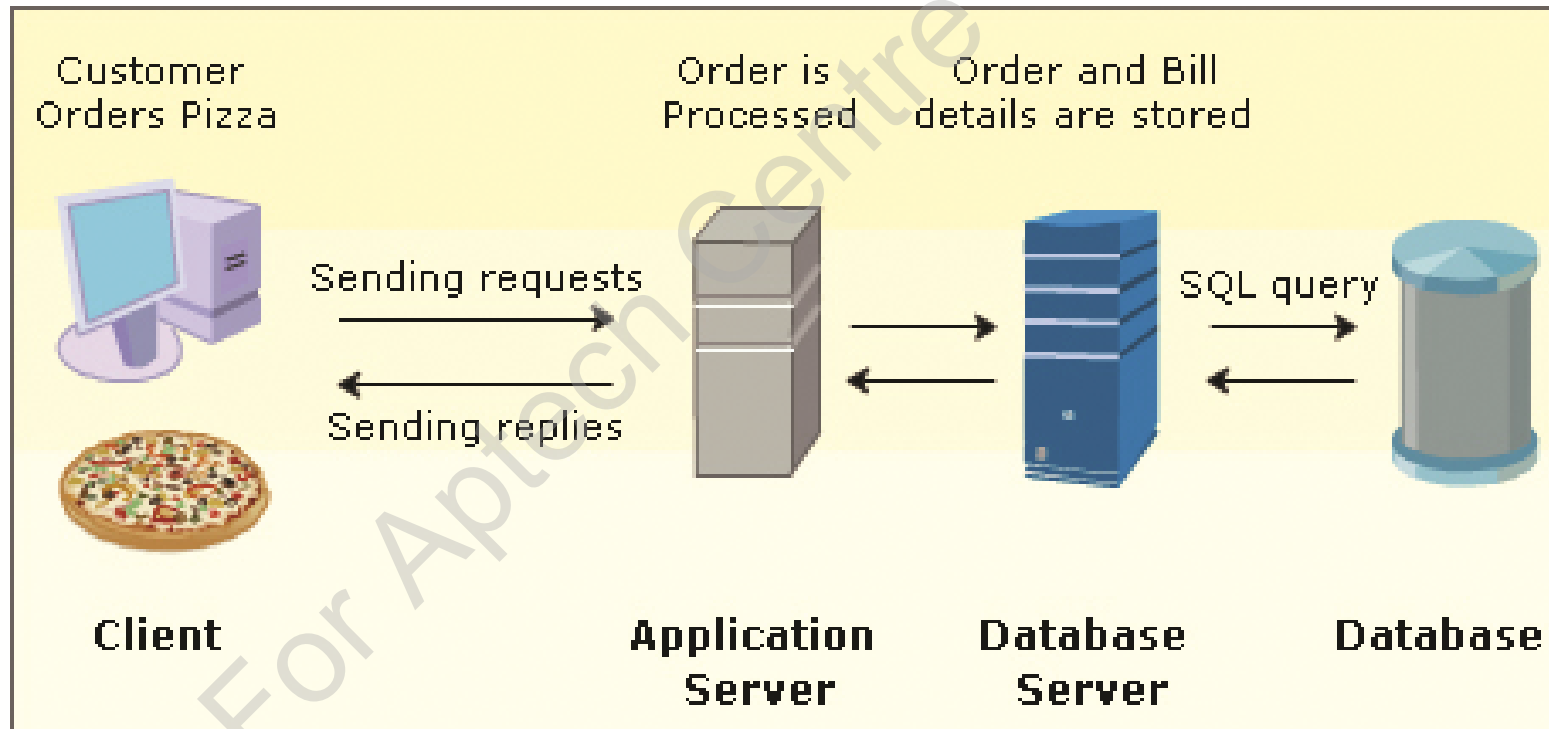 Customer
Orders Pizza
Order is
Processed
Order and Bill
details are stored
Sending requests
Sending replies
SQL query
Client
Application
Server
Database
Server
Database
For Aptech Centre